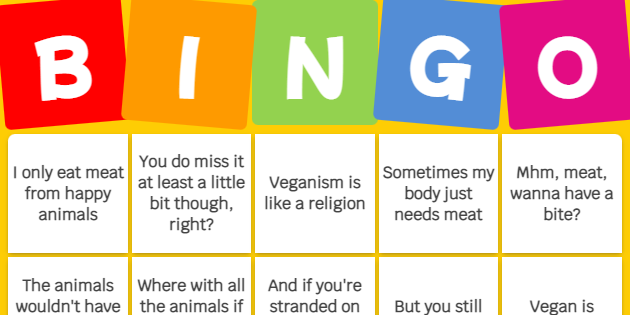 BINGO
I only eat meat
from happy
animals
You do miss it
at least a little
bit though,
right?
Veganism is
like a religion
Sometimes my
body just
needs meat
Mhm, meat,
wanna have a
bite?
The animals
wouldn't have
Where with all
the animals if
And if you're
stranded on
But you still
Vegan is